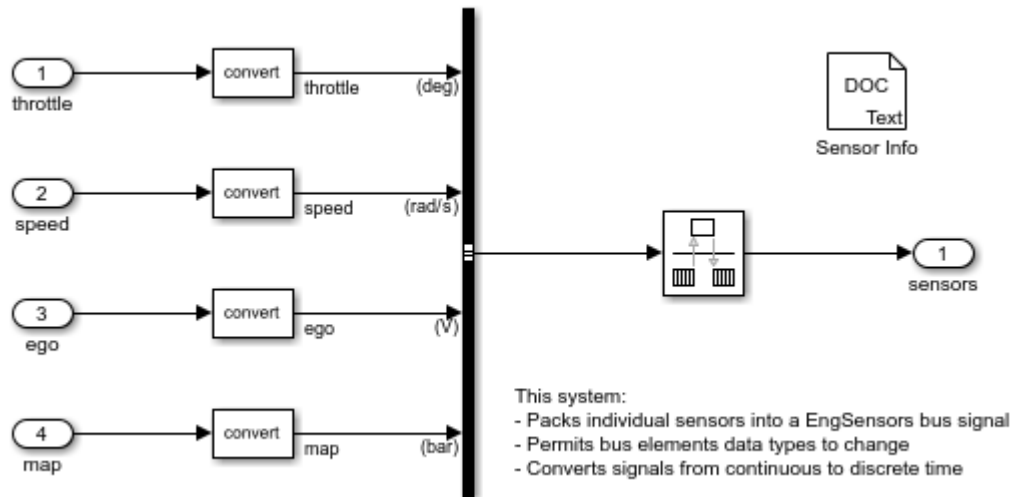 1
throttle
convert
throttle
(deg)
DOC
Text
Sensor Info
2
speed
convert
speed
(rad/s)
1
sensors
3
ego
convert
ego
(V)
4
map
convert
map
(bar)
This system:
- Packs individual sensors into a EngSensors bus signal
- Permits bus elements data types to change
- Converts signals from continuous to discrete time